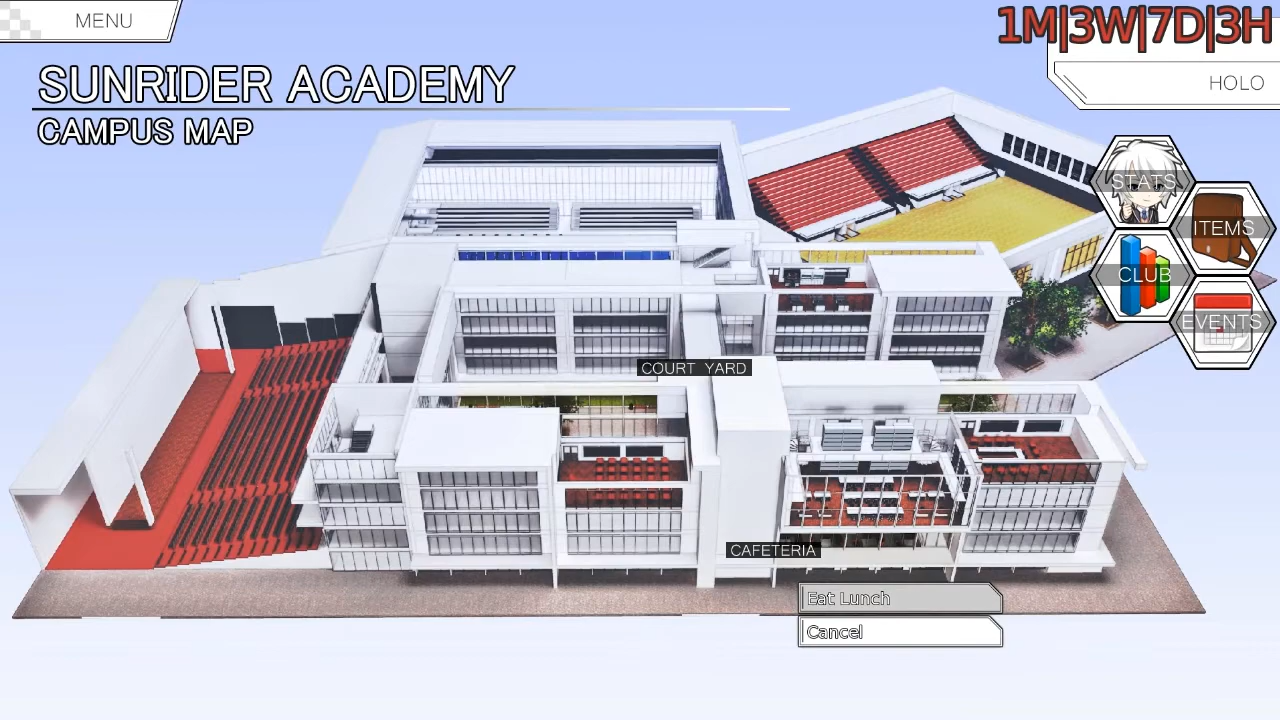 MENU
1M|3W|7D|3H
HOLO
SUNRIDER ACADEMY
CAMPUS MAP
STATS
ITEMS
CLUB
EVENTS
COURT YARD
CAFETERIA
Eat Lunch
Cancel